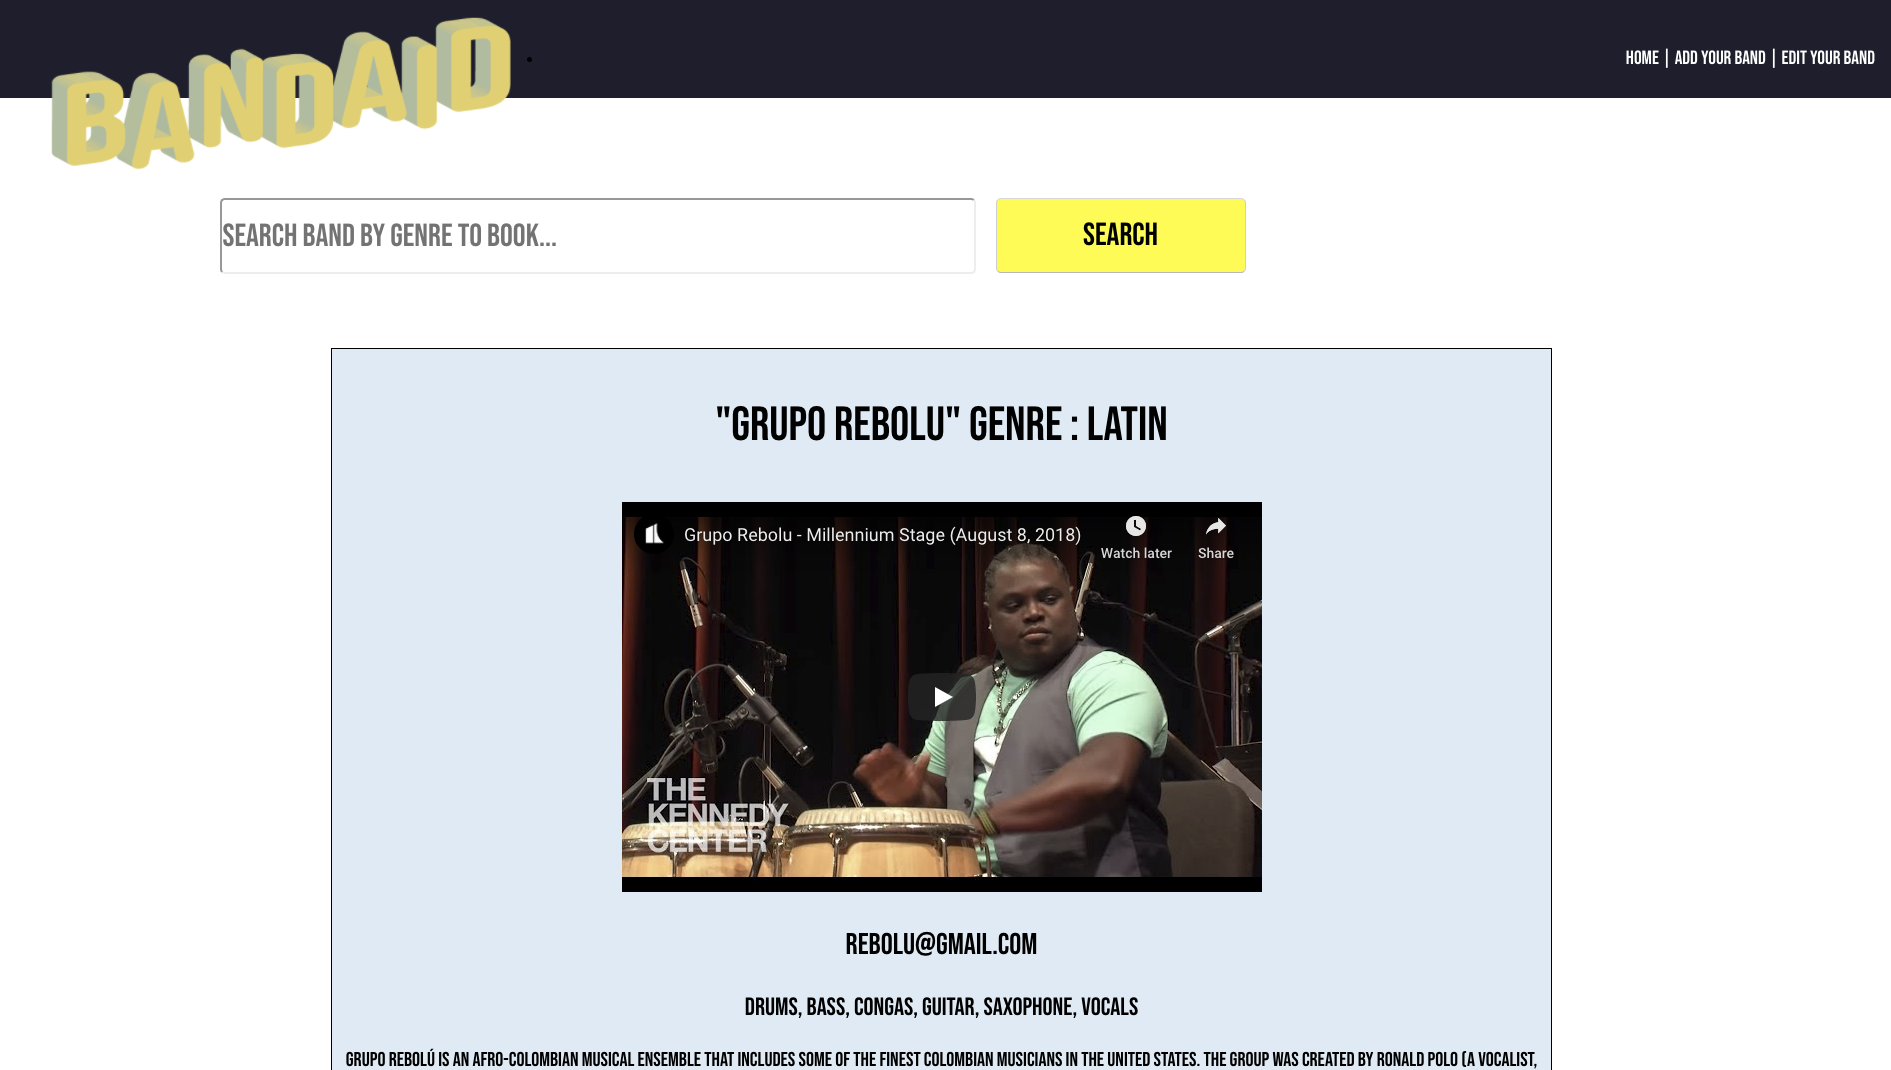 BANDAID
HOME | ADD YOUR BAND | EDIT YOUR BAND
SEARCH BAND BY GENRE TO BOOK...
SEARCH
"GRUPO REBOLU" GENRE : LATIN
Grupo Rebolu - Millennium Stage (August 8, 2018)
Watch later
Share
THE
KENNEDY
CENTER
REBOLU@GMAIL.COM
DRUMS, BASS, CONGAS, GUITAR, SAXOPHONE, VOCALS
GRUPO REBOLÚ IS AN AFRO-COLOMBIAN MUSICAL ENSEMBLE THAT INCLUDES SOME OF THE FINEST COLOMBIAN MUSICIANS IN THE UNITED STATES. THE GROUP WAS CREATED BY RONALD POLO (A VOCALIST,